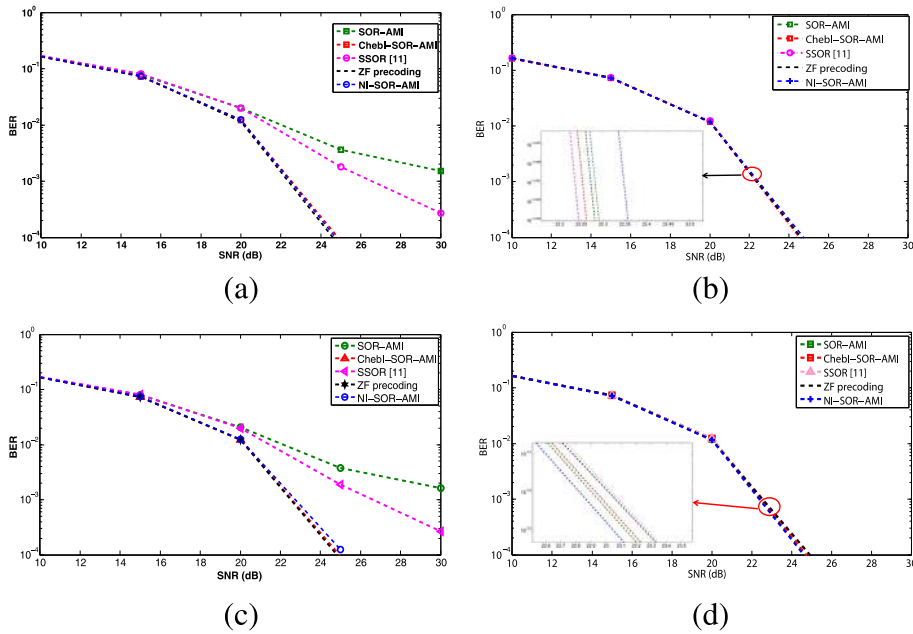 10^0
10^-1
10^-2
10^-3
10^-4
BER
10 14 16 18 20 22 24 26 28 30
SNR (dB)
SOR-AMI
Chebl-SOR-AMI
SSOR [11]
ZF precoding
NI-SOR-AMI
(a)
10^0
10^-1
10^-2
10^-3
10^-4
BER
10 12 14 16 18 20 22 24 26 28 30
SNR (dB)
SOR-AMI
Chebl-SOR-AMI
SSOR [11]
ZF precoding
NI-SOR-AMI
(b)
10^0
10^-1
10^-2
10^-3
10^-4
BER
10 12 14 16 18 20 22 24 26 28 30
SNR (dB)
SOR-AMI
Chebl-SOR-AMI
SSOR [11]
ZF precoding
NI-SOR-AMI
(c)
10^0
10^-1
10^-2
10^-3
10^-4
BER
10 12 14 16 18 20 22 24 26 28 30
SNR (dB)
SOR-AMI
Chebl-SOR-AMI
SSOR [11]
ZF precoding
NI-SOR-AMI
(d)